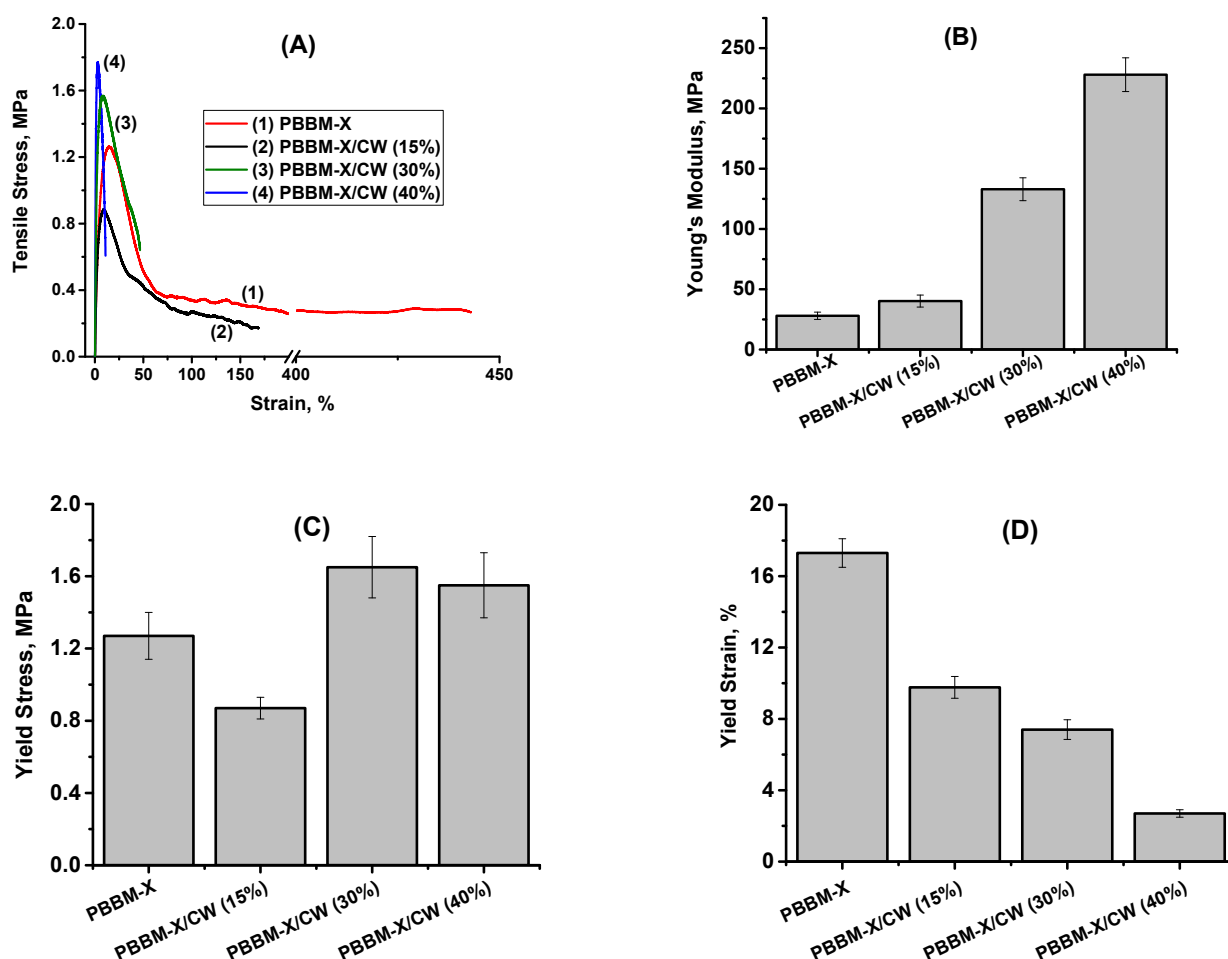 (A)
2.0
1.6
1.2
0.8
0.4
0.0
Tensile Stress, MPa
(4)
(3)
(1) PBBM-X
(2) PBBM-X/CW (15%)
(3) PBBM-X/CW (30%)
(4) PBBM-X/CW (40%)
(1)
(2)
0 50 100 150 400 450
Strain, %
(B)
250
200
150
100
50
0
Young's Modulus, MPa
PBBM-X
PBBM-X/CW (15%)
PBBM-X/CW (30%)
PBBM-X/CW (40%)
(C)
2.0
1.6
1.2
0.8
0.4
0.0
Yield Stress, MPa
PBBM-X
PBBM-X/CW (15%)
PBBM-X/CW (30%)
PBBM-X/CW (40%)
(D)
20
16
12
8
4
0
Yield Strain, %
PBBM-X
PBBM-X/CW (15%)
PBBM-X/CW (30%)
PBBM-X/CW (40%)